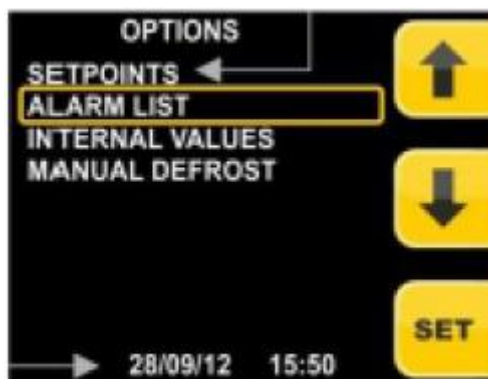 OPTIONS
SETPOINTS
ALARM LIST
INTERNAL VALUES
MANUAL DEFROST
SET
28/09/12 15:50